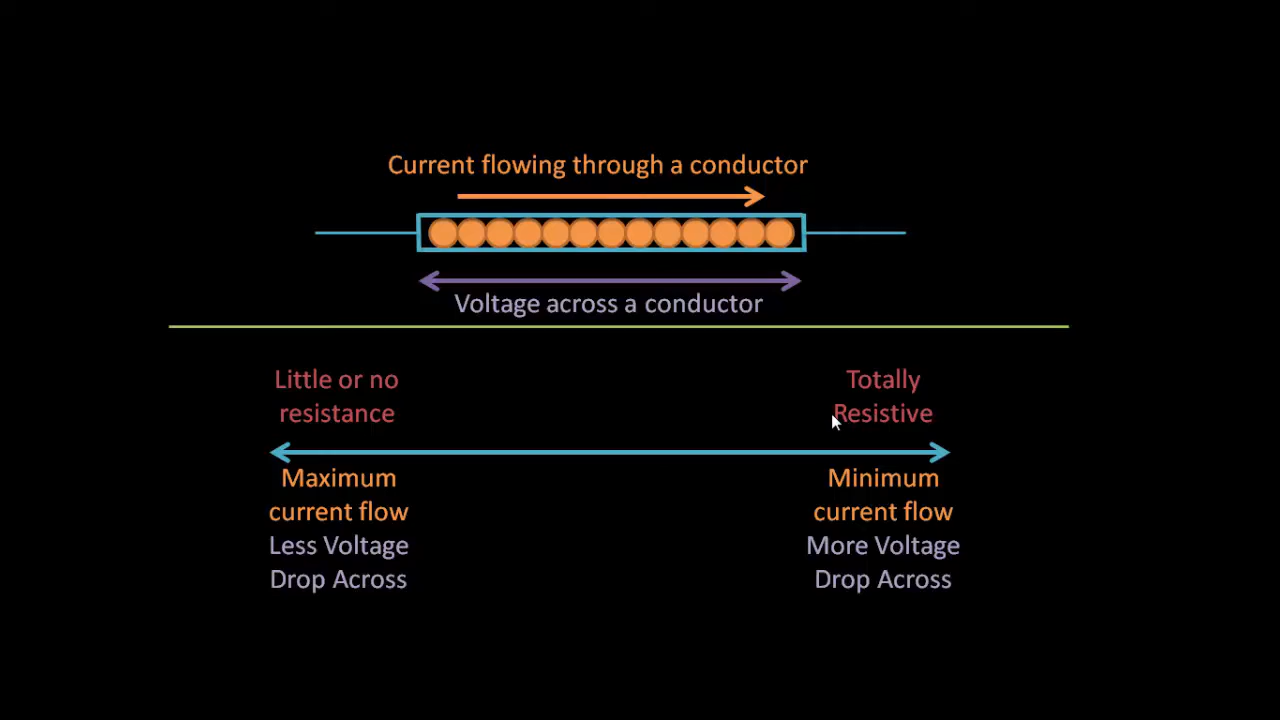 Current flowing through a conductor
Voltage across a conductor
Little or no
resistance
Totally
Resistive
Maximum
current flow
Less Voltage
Drop Across
Minimum
current flow
More Voltage
Drop Across